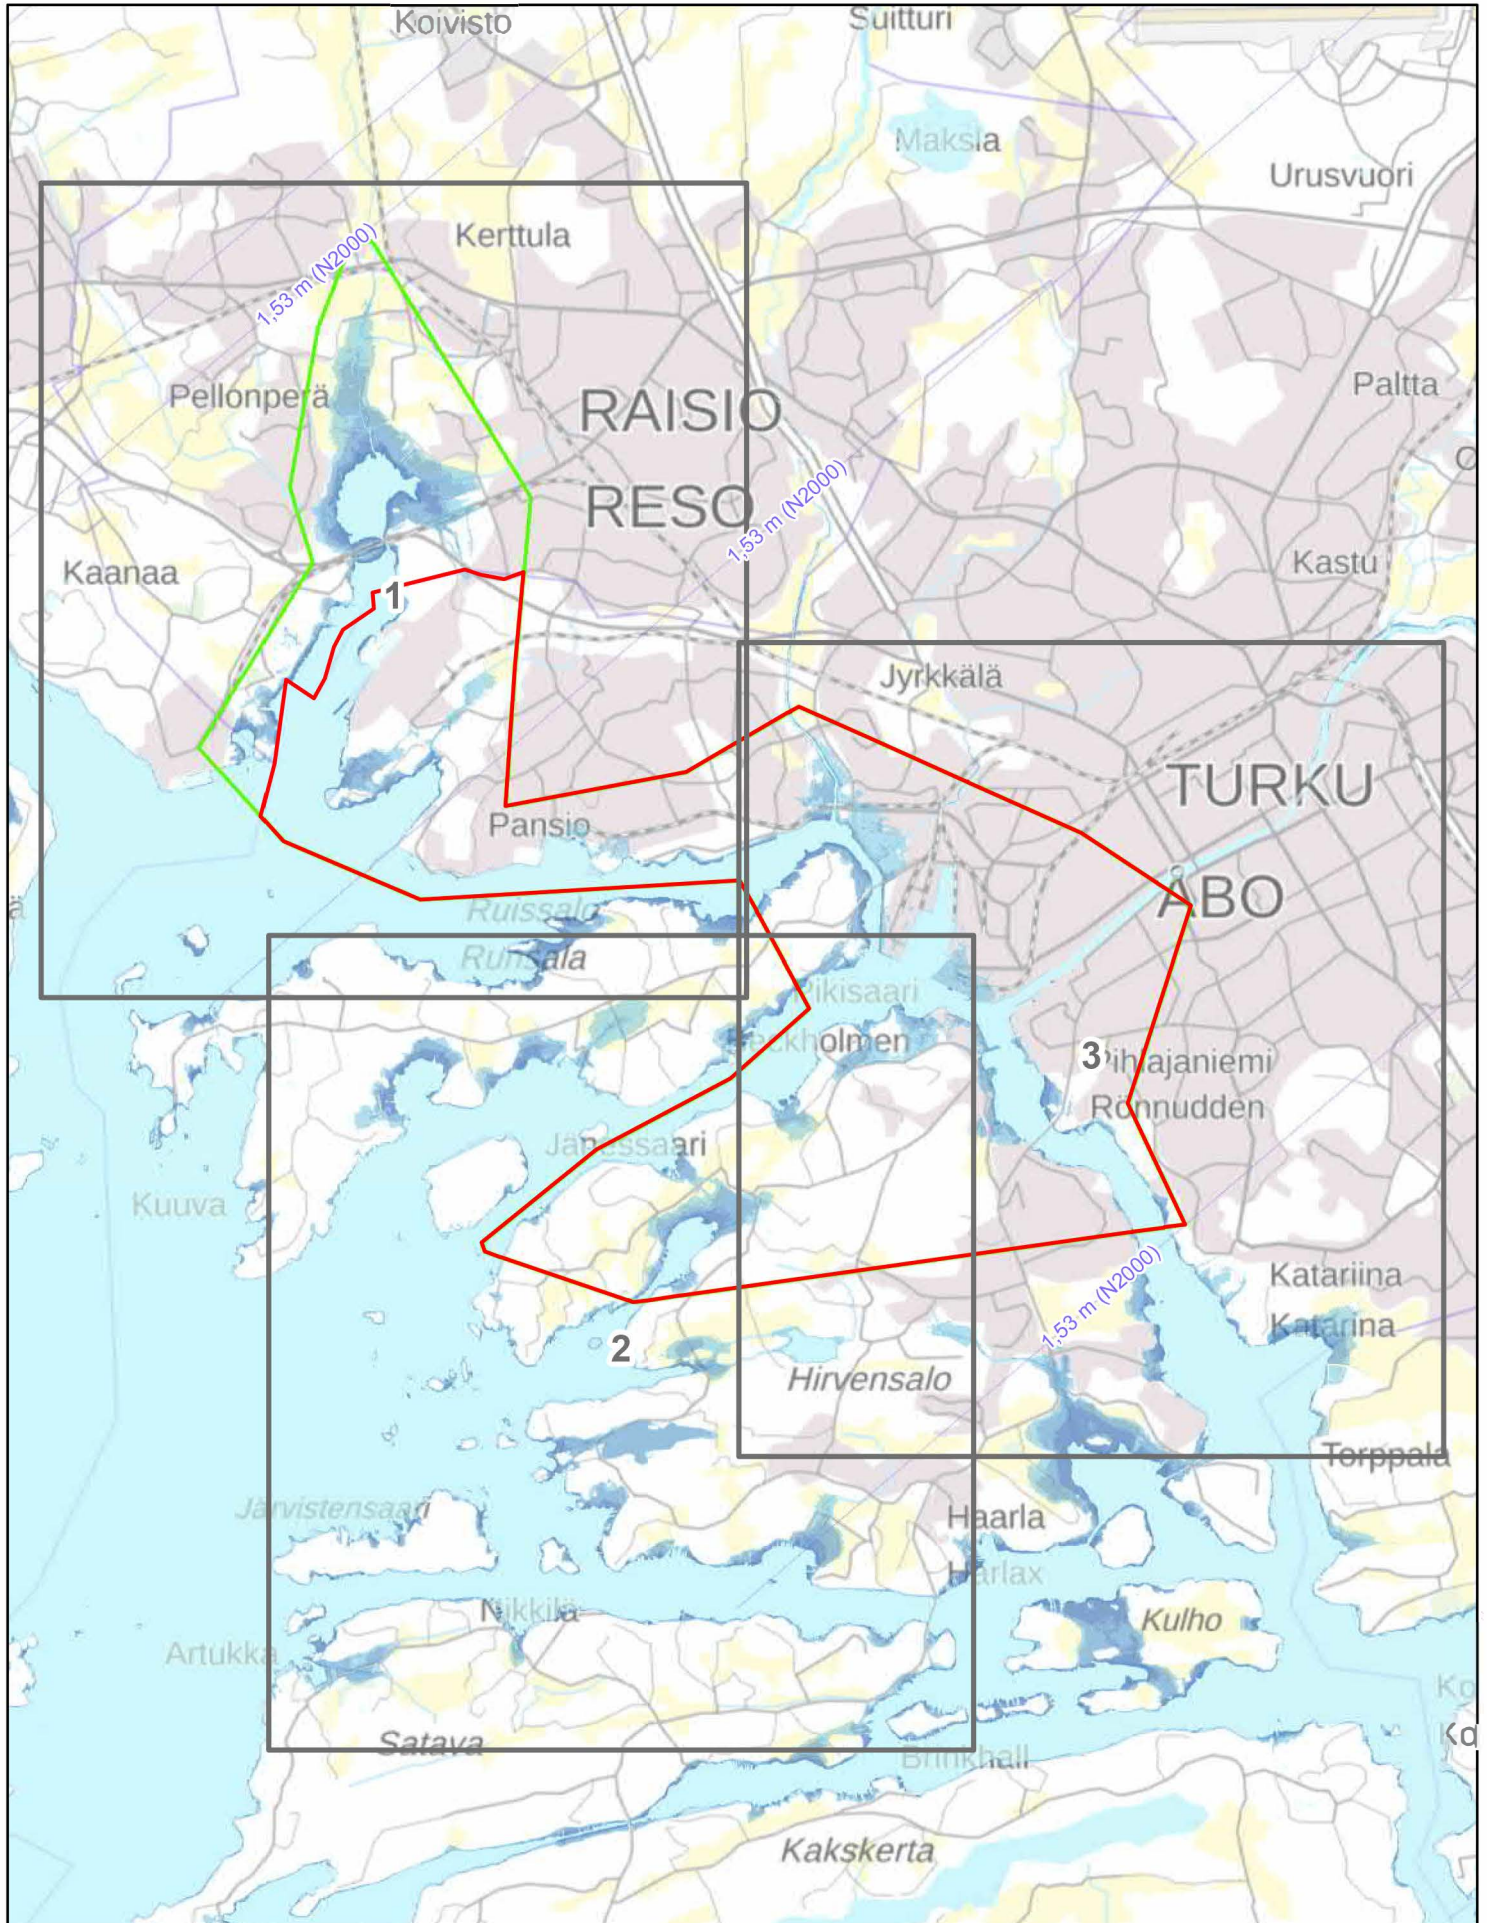 Koivisto
Suitturi
Maksla
Urusvuori
Kerttula
1,53 m (N2000)
Pellonperä
RAISIO
Paltta
RESO
1,53 m (N2000)
Kaanaa
Kastu
1
Jyrkkälä
TURKU
Pansio
ÅBO
Ruissalo
Runsala
Pikisaari
Beckholmen
3
Pihlajaniemi
Rönnudden
Jänessaari
Kuuva
Katariina
1,53 m (N2000)
Katarina
2
Hirvensalo
Torppala
Järvistensaari
Haarla
Harlax
Nikkilä
Kulho
Artukka
Satava
Brinkhall
Kakskerta